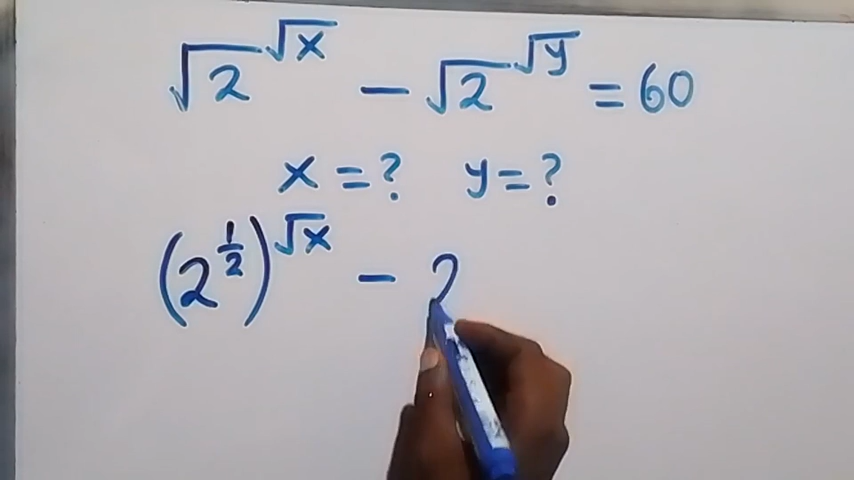 √2^√x − √2^√y = 60
x = ? y = ?
(2^(1/2))^√x − 2